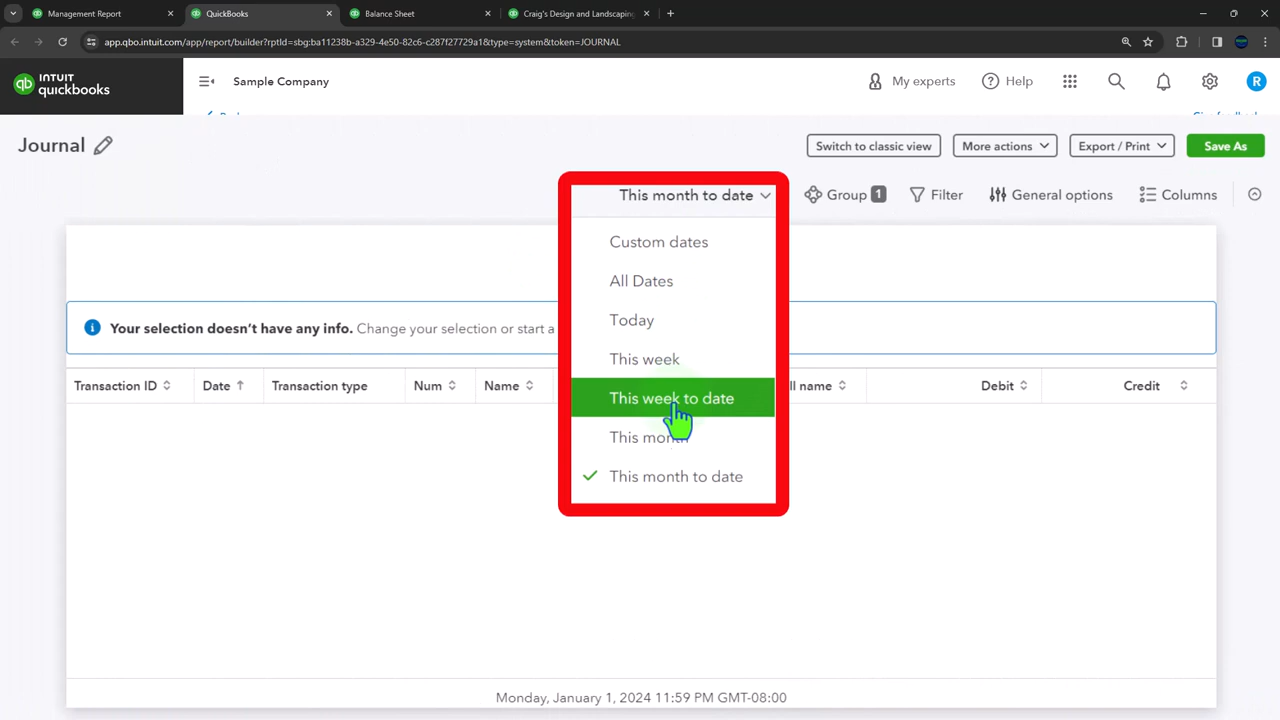 Management Report
QuickBooks
Balance Sheet
Craig's Design and Landscaping
app.qbo.intuit.com/app/report/builder?rptId=sbg:ba11238b-a329-4e50-82c6-c287f27729a1&type=system&token=JOURNAL
INTUIT
quickbooks
Sample Company
My experts
Help
R
Journal
Switch to classic view
More actions
Export / Print
Save As
This month to date
Group 1
Filter
General options
Columns
Custom dates
All Dates
Today
This week
This week to date
This month
This month to date
Your selection doesn't have any info. Change your selection or start a
Transaction ID
Date
Transaction type
Num
Name
ll name
Debit
Credit
Monday, January 1, 2024 11:59 PM GMT-08:00